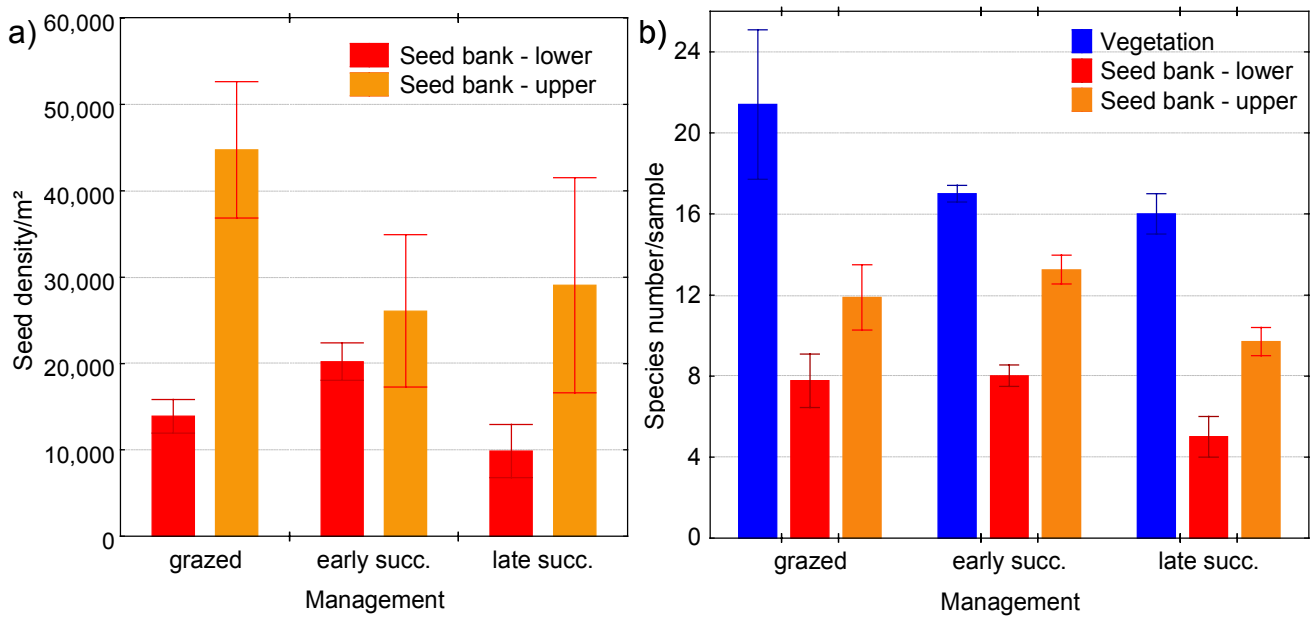 a)
60,000
50,000
40,000
30,000
20,000
10,000
0
Seed density/m²
Seed bank - lower
Seed bank - upper
grazed early succ. late succ.
Management
b)
24
20
16
12
8
4
0
Species number/sample
Vegetation
Seed bank - lower
Seed bank - upper
grazed early succ. late succ.
Management